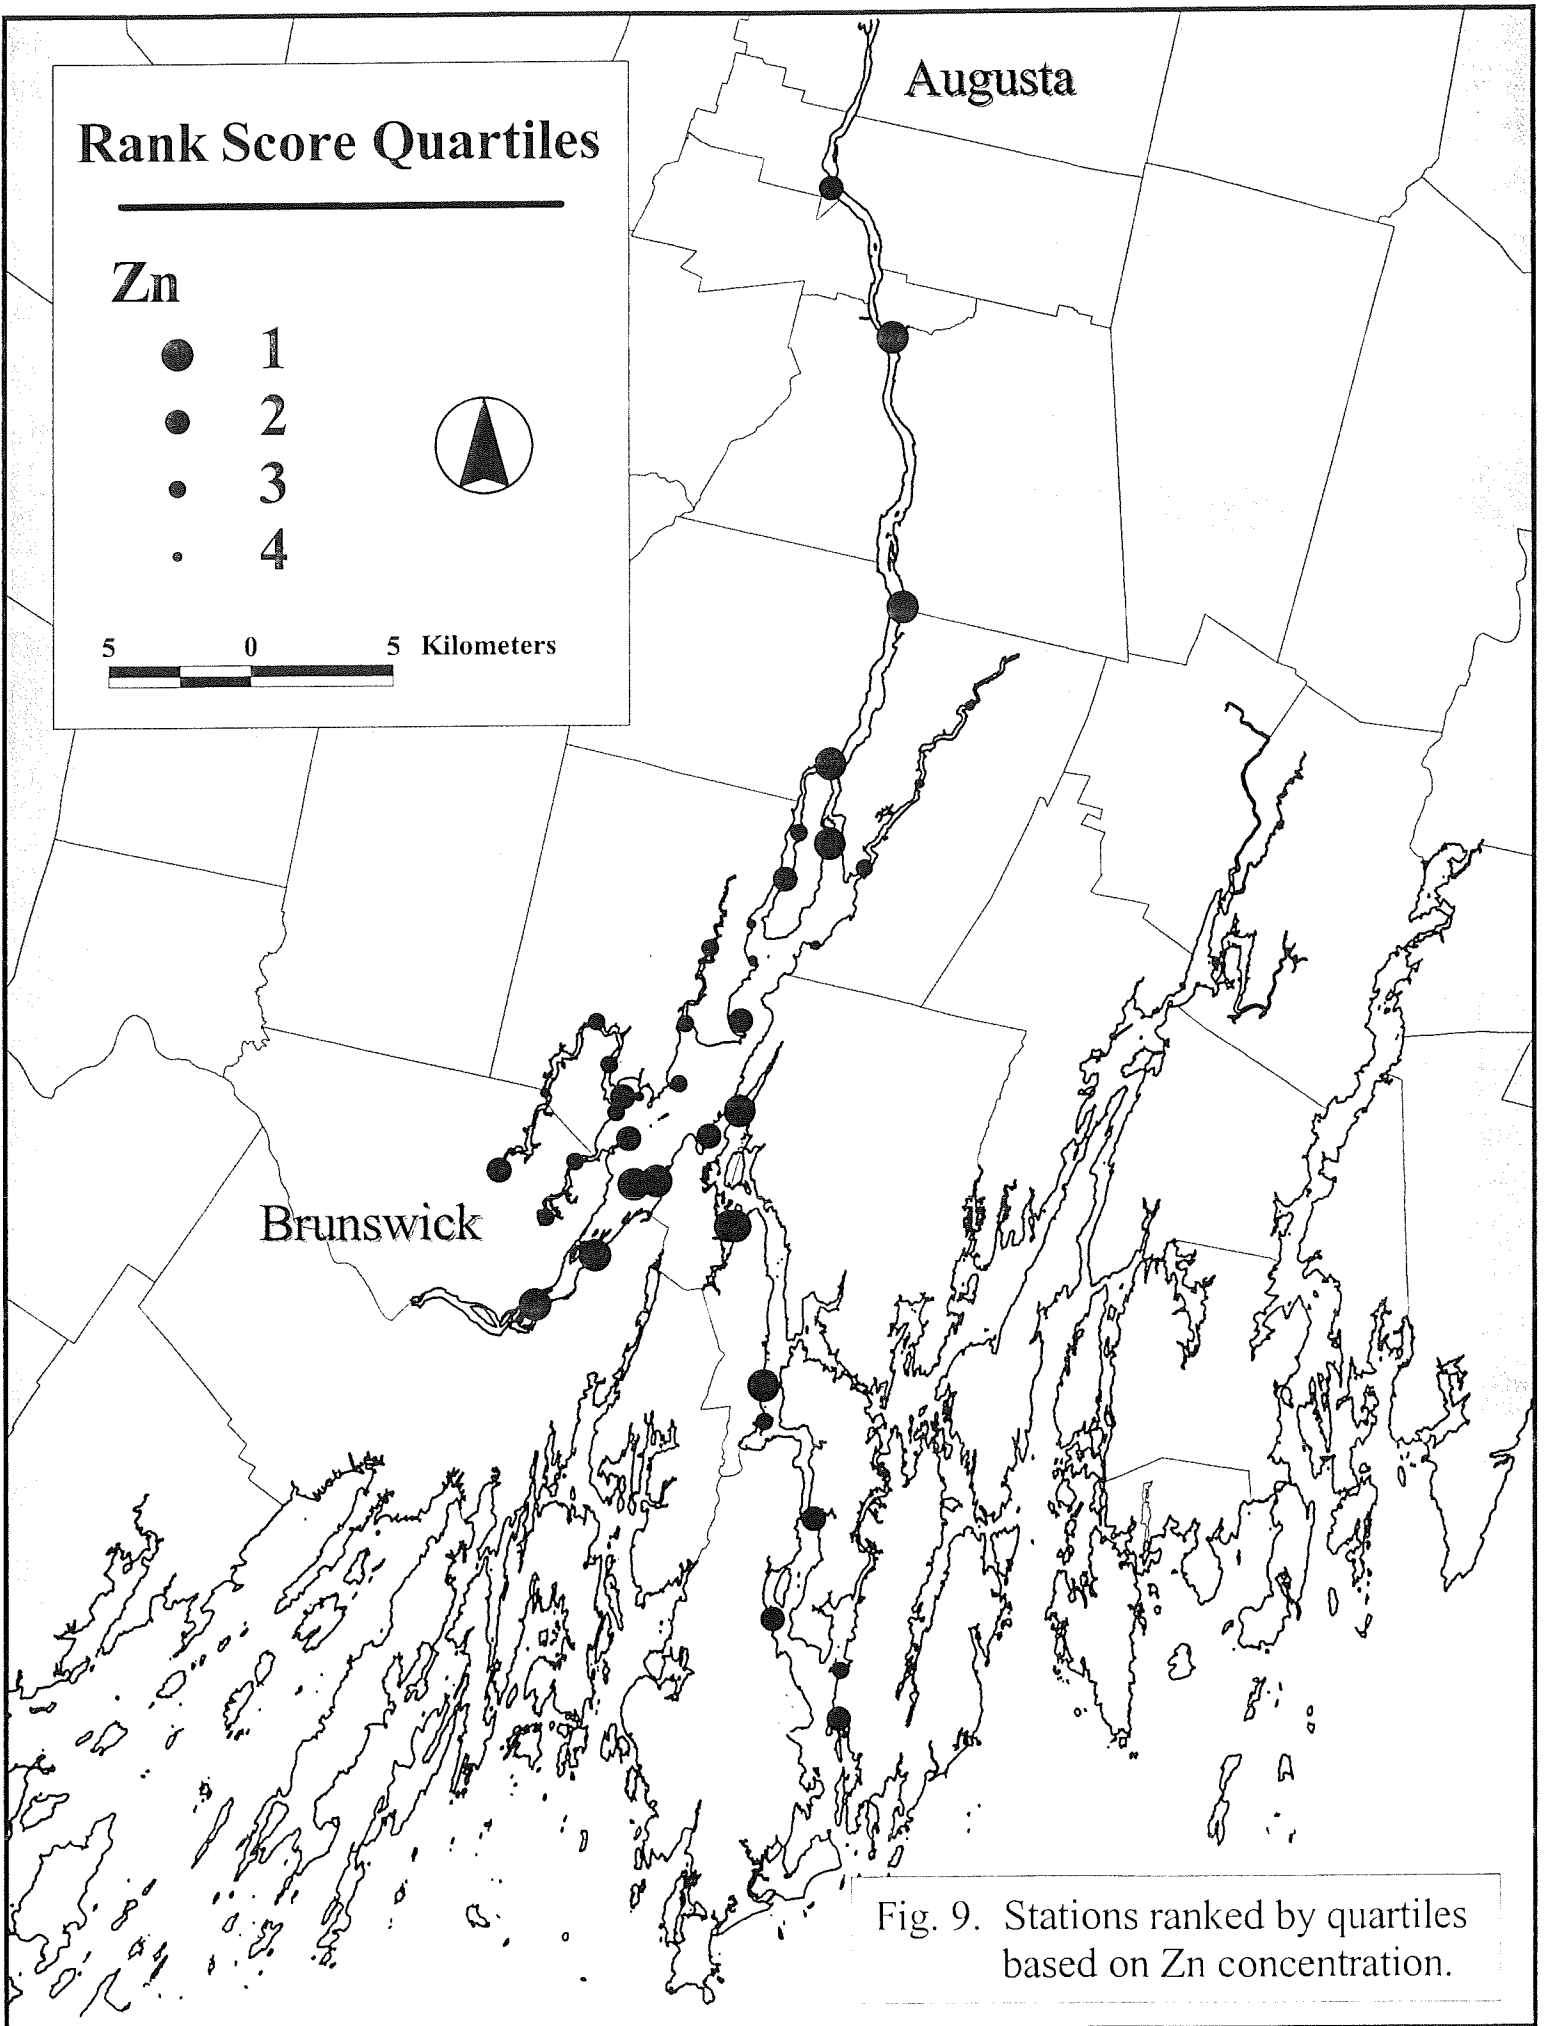 Augusta
Rank Score Quartiles
Zn
1
2
3
4
5 0 5 Kilometers
Brunswick
Fig. 9. Stations ranked by quartiles
based on Zn concentration.